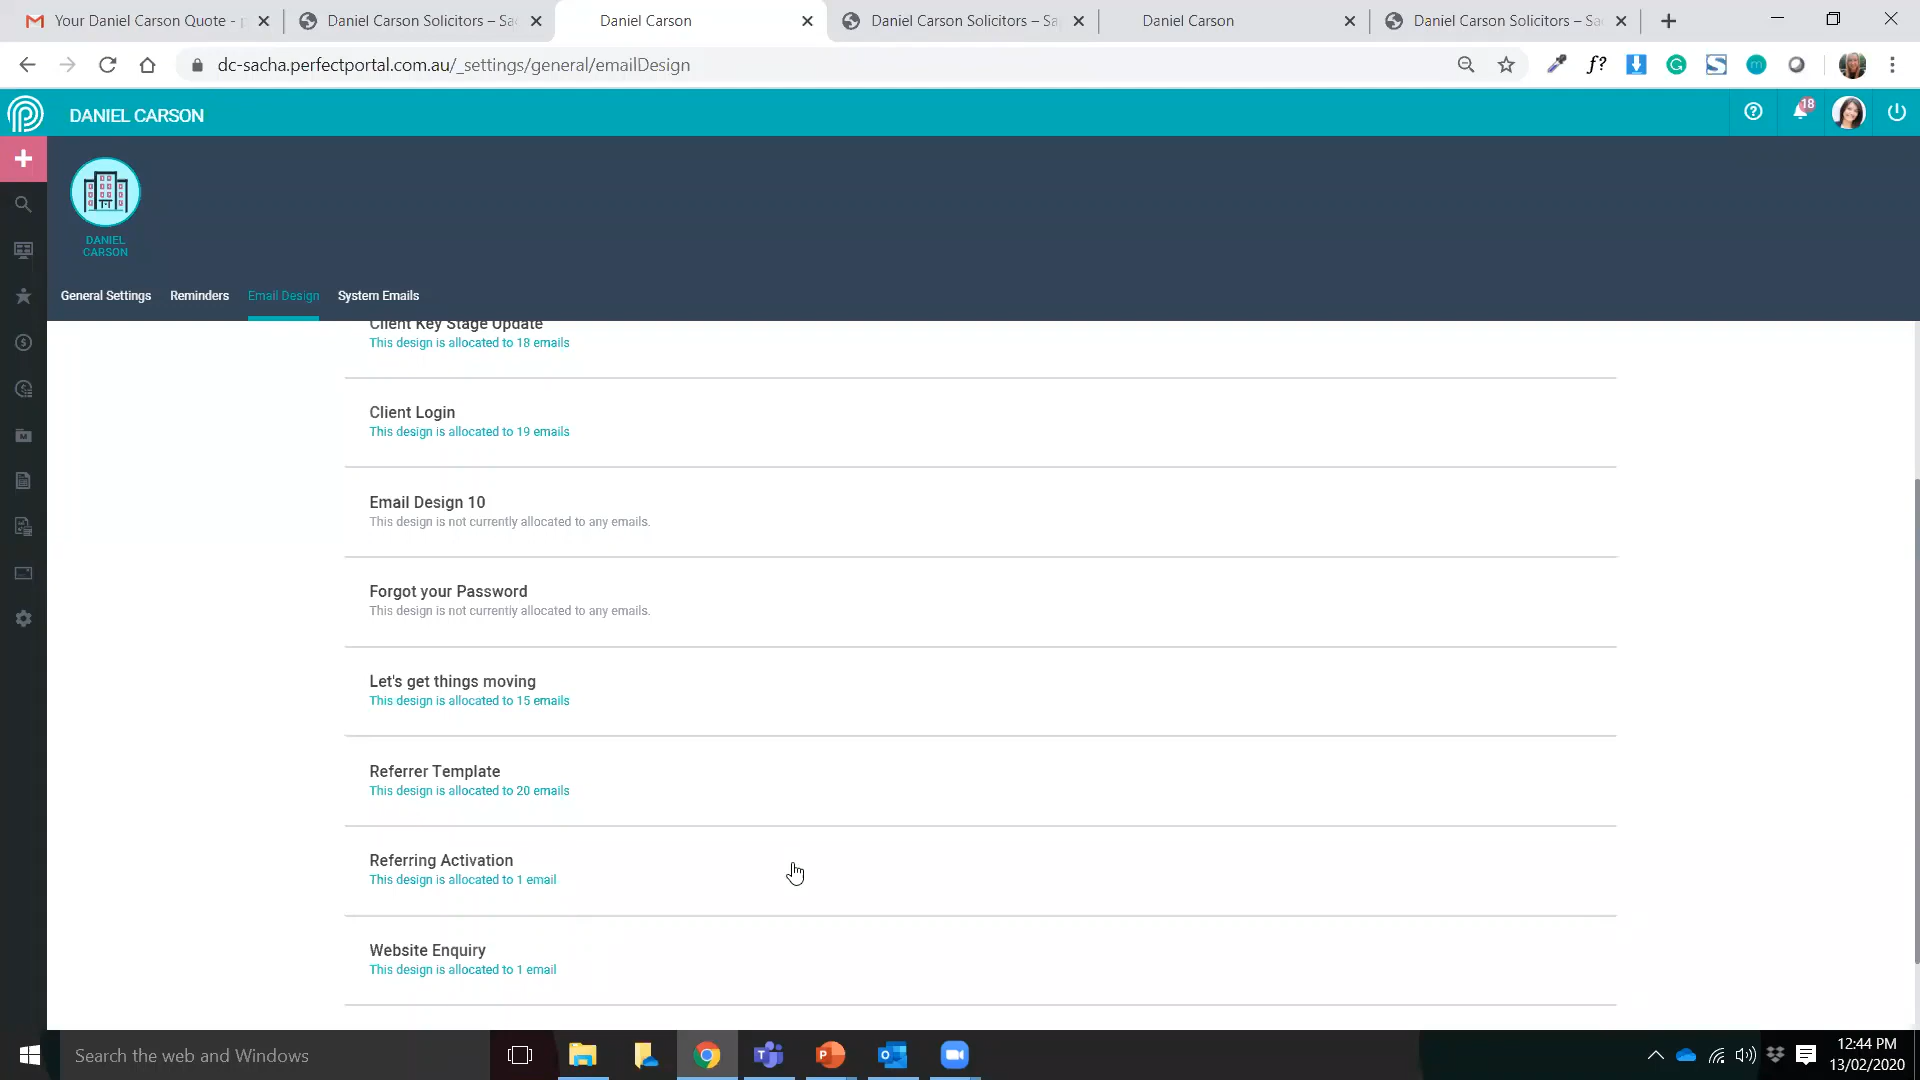 Your Daniel Carson Quote -
Daniel Carson Solicitors – Sa
Daniel Carson
Daniel Carson Solicitors – Sa
Daniel Carson
Daniel Carson Solicitors – Sa
dc-sacha.perfectportal.com.au/_settings/general/emailDesign
f?
DANIEL CARSON
18
DANIEL
CARSON
General Settings
Reminders
Email Design
System Emails
Client Key Stage Update
This design is allocated to 18 emails
Client Login
This design is allocated to 19 emails
Email Design 10
This design is not currently allocated to any emails.
Forgot your Password
This design is not currently allocated to any emails.
Let's get things moving
This design is allocated to 15 emails
Referrer Template
This design is allocated to 20 emails
Referring Activation
This design is allocated to 1 email
Website Enquiry
This design is allocated to 1 email
Search the web and Windows
12:44 PM
13/02/2020